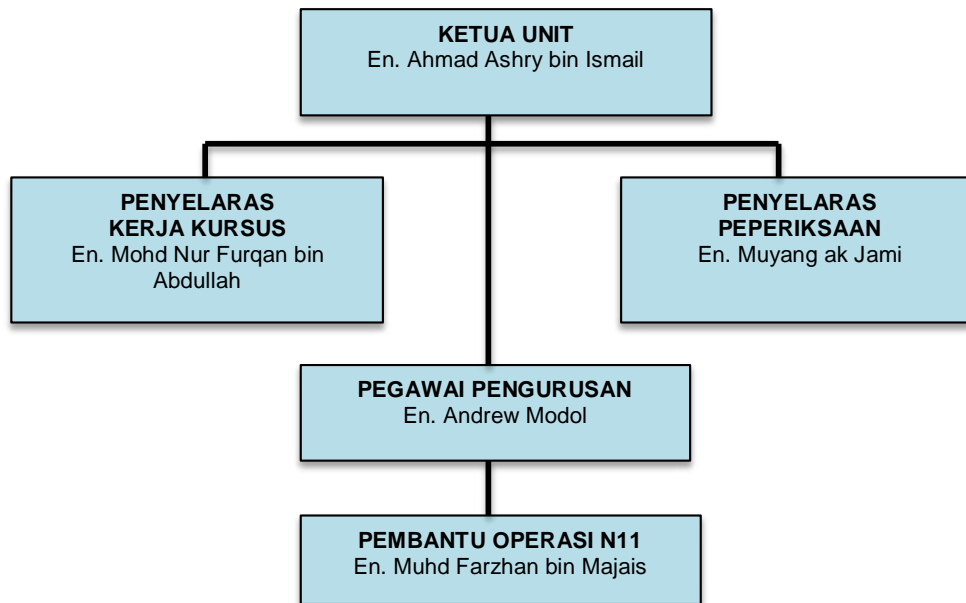 KETUA UNIT
En. Ahmad Ashry bin Ismail
PENYELARAS
KERJA KURSUS
En. Mohd Nur Furqan bin
Abdullah
PENYELARAS
PEPERIKSAAN
En. Muyang ak Jami
PEGAWAI PENGURUSAN
En. Andrew Modol
PEMBANTU OPERASI N11
En. Muhd Farzhan bin Majais